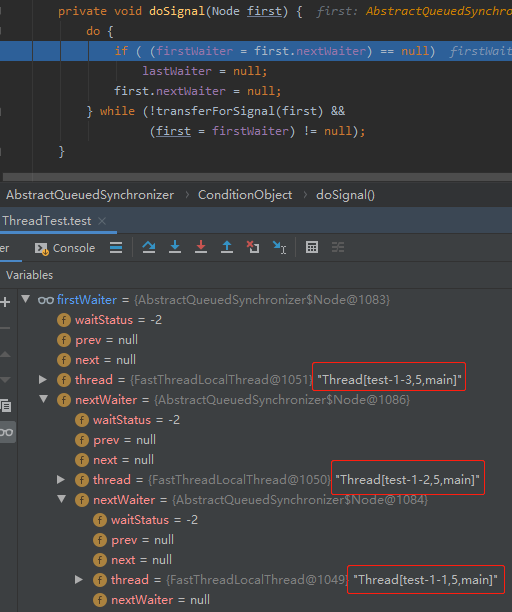 private void doSignal(Node first) {  first: AbstractQueuedSynchro
do {
if ( (firstWaiter = first.nextWaiter) == null)  firstWait
lastWaiter = null;
first.nextWaiter = null;
} while (!transferForSignal(first) &&
(first = firstWaiter) != null);
}
AbstractQueuedSynchronizer > ConditionObject > doSignal()
ThreadTest.test ×
er Console
Variables
firstWaiter = {AbstractQueuedSynchronizer$Node@1083}
f waitStatus = -2
f prev = null
f next = null
f thread = {FastThreadLocalThread@1051} "Thread[test-1-3,5,main]"
f nextWaiter = {AbstractQueuedSynchronizer$Node@1086}
f waitStatus = -2
f prev = null
f next = null
f thread = {FastThreadLocalThread@1050} "Thread[test-1-2,5,main]"
f nextWaiter = {AbstractQueuedSynchronizer$Node@1084}
f waitStatus = -2
f prev = null
f next = null
f thread = {FastThreadLocalThread@1049} "Thread[test-1-1,5,main]"
f nextWaiter = null